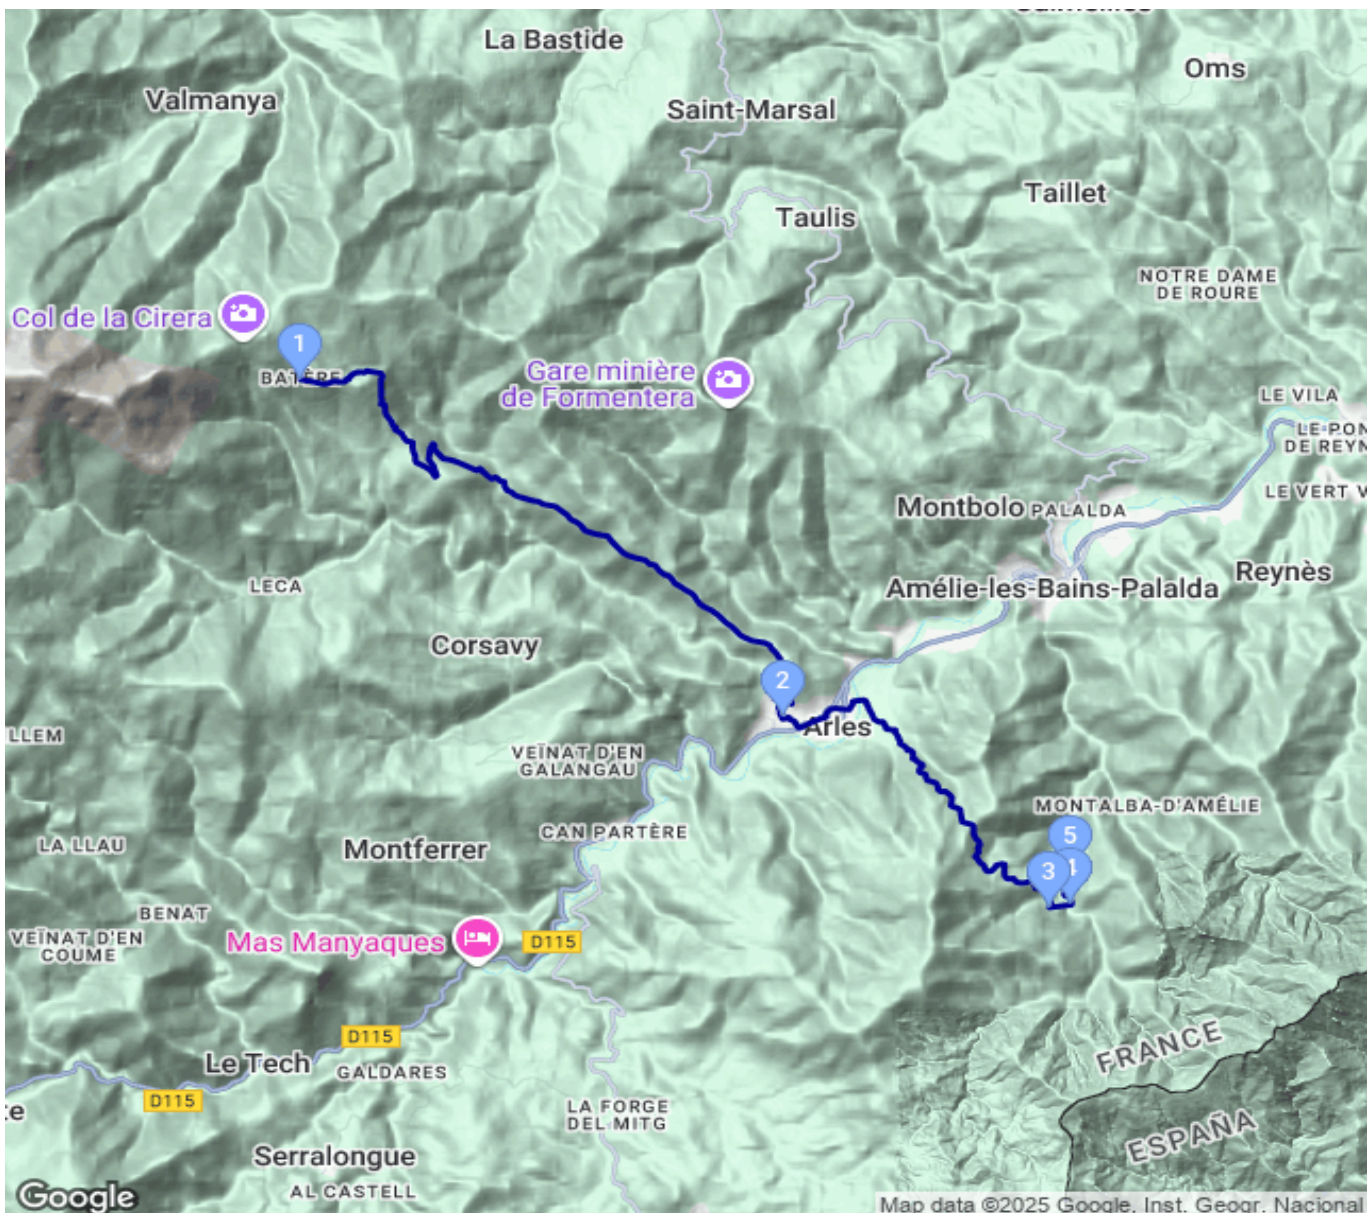 La Bastide
Oms
Valmanya
Saint-Marsal
Taillet
Taulis
NOTRE DAME
DE ROURE
Col de la Cirera
1
BATÈRE
Gare minière
de Formentera
LE VILA
DE REYN
Montbolo
PALALDA
LE VERT V
Reynès
LECA
Amélie-les-Bains-Palalda
Corsavy
2
Arles
LLEM
VEÏNAT D'EN
GALANGAU
MONTALBA-D'AMÉLIE
CAN PARTÈRE
5
LA LLAU
Montferrer
3
4
BENAT
VEÏNAT D'EN
COUME
Mas Manyaques
D115
D115
FRANCE
Le Tech
GALDARES
D115
LA FORGE
DEL MITG
ESPAÑA
Serralongue
AL CASTELL
Google
Map data ©2025 Google, Inst. Geogr. Nacional